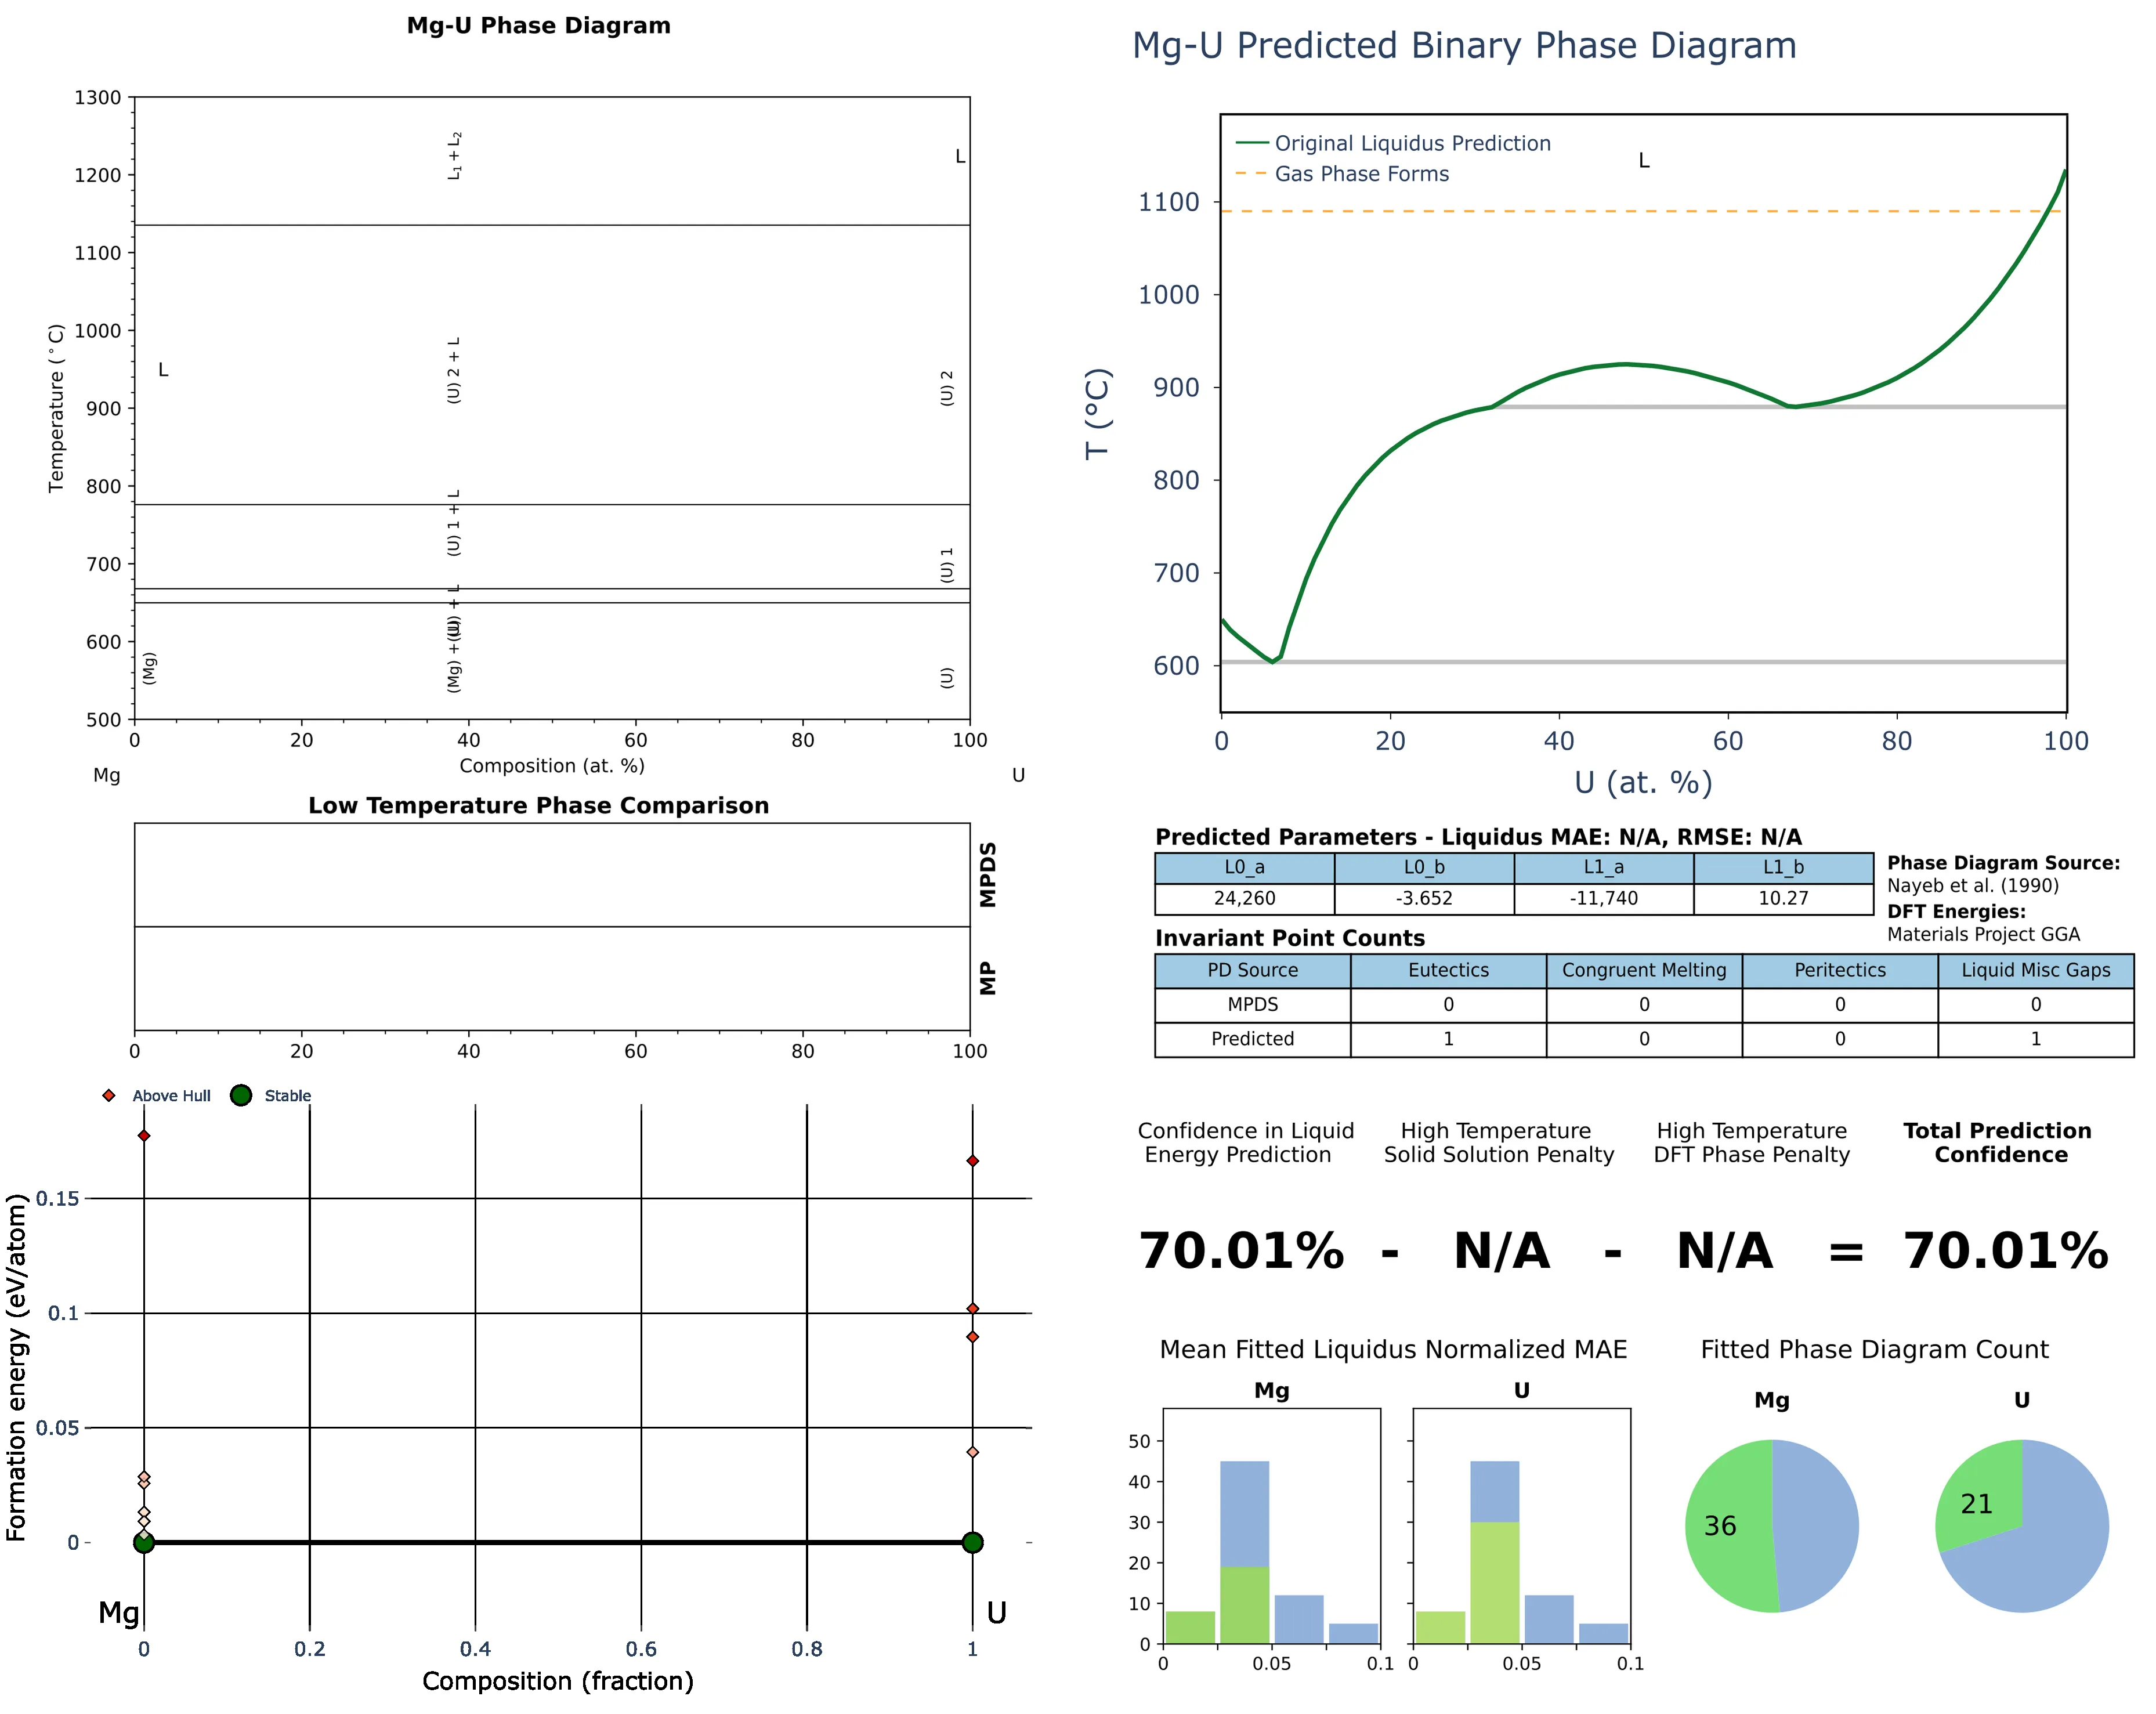 Mg-U Phase Diagram
1300
1200
1100
1000
900
800
700
600
500
Temperature (°C)
L₁ + L₂
L
L
(U) 2 + L
(U) 2
(U) 1 + L
(U) 1
(U) + L
(Mg) + (U)
(Mg)
(U)
0 20 40 60 80 100
Composition (at. %)
Mg U
Low Temperature Phase Comparison
MPDS
MP
0 20 40 60 80 100
Above Hull Stable
Formation energy (eV/atom)
0.15
0.1
0.05
0
Mg U
0 0.2 0.4 0.6 0.8 1
Composition (fraction)
Mg-U Predicted Binary Phase Diagram
Original Liquidus Prediction
Gas Phase Forms
L
T (°C)
1100
1000
900
800
700
600
0 20 40 60 80 100
U (at. %)
Predicted Parameters - Liquidus MAE: N/A, RMSE: N/A
L0_a L0_b L1_a L1_b
24,260 -3.652 -11,740 10.27
Phase Diagram Source:
Nayeb et al. (1990)
DFT Energies:
Materials Project GGA
Invariant Point Counts
PD Source Eutectics Congruent Melting Peritectics Liquid Misc Gaps
MPDS 0 0 0 0
Predicted 1 0 0 1
Confidence in Liquid
Energy Prediction
High Temperature
Solid Solution Penalty
High Temperature
DFT Phase Penalty
Total Prediction
Confidence
70.01% - N/A - N/A = 70.01%
Mean Fitted Liquidus Normalized MAE
Mg U
50
40
30
20
10
0
0 0.05 0.1 0 0.05 0.1
Fitted Phase Diagram Count
Mg U
36 21